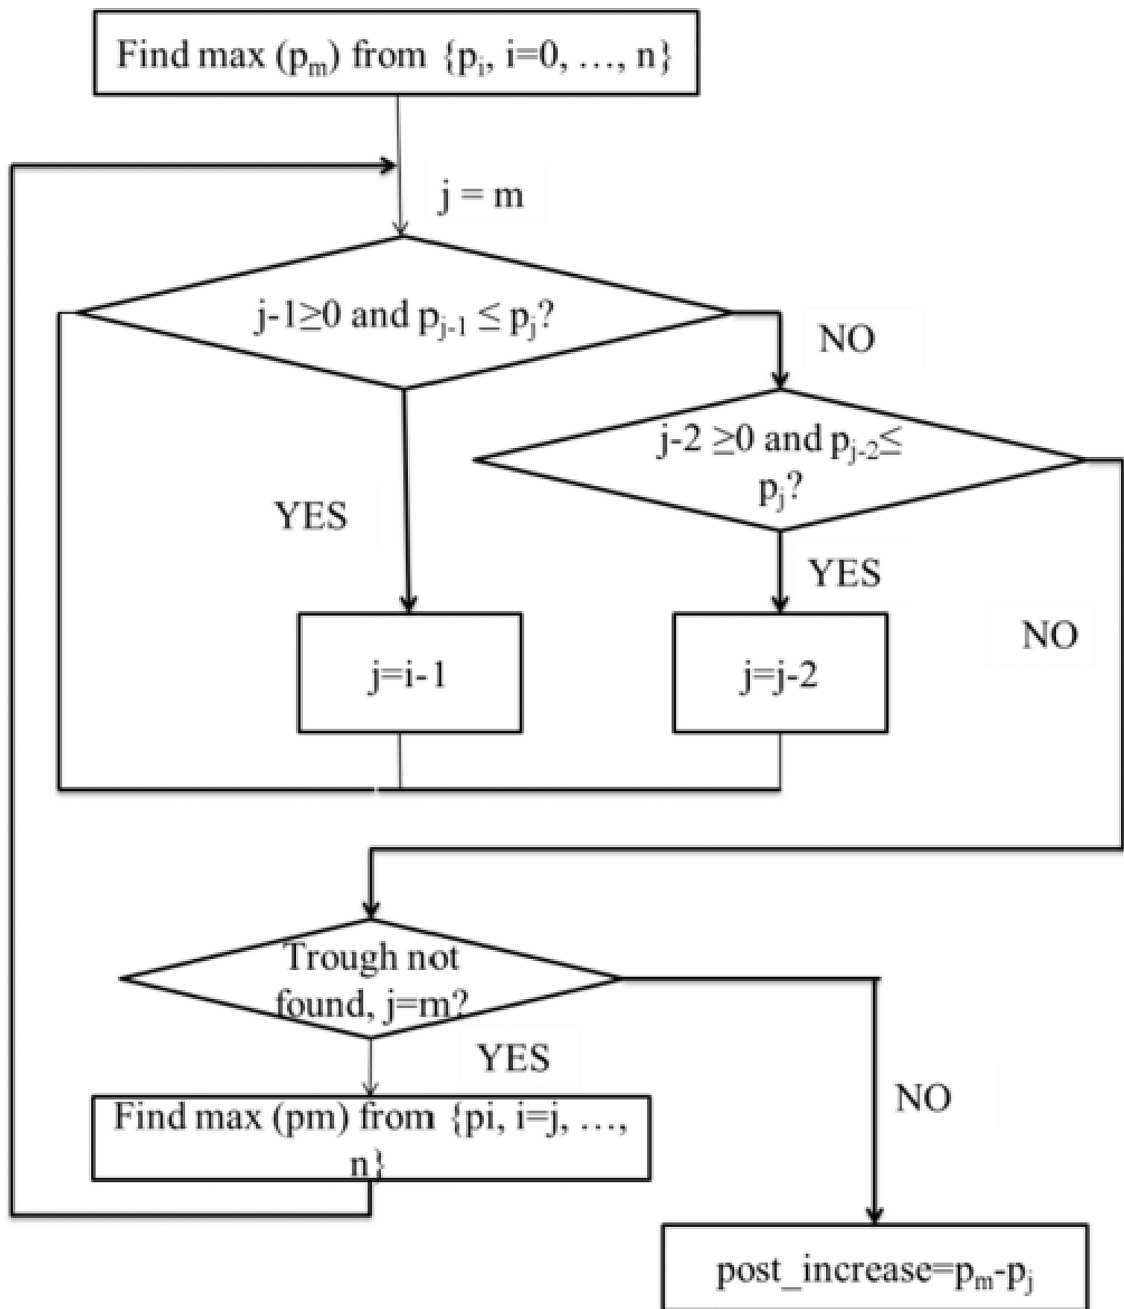 Find max (pm) from {pi, i=0, …, n}
j = m
j-1≥0 and pj-1 ≤ pj?
NO
j-2 ≥0 and pj-2≤
pj?
YES
YES
NO
j=i-1
j=j-2
Trough not
found, j=m?
YES
NO
Find max (pm) from {pi, i=j, …,
n}
post_increase=pm-pj